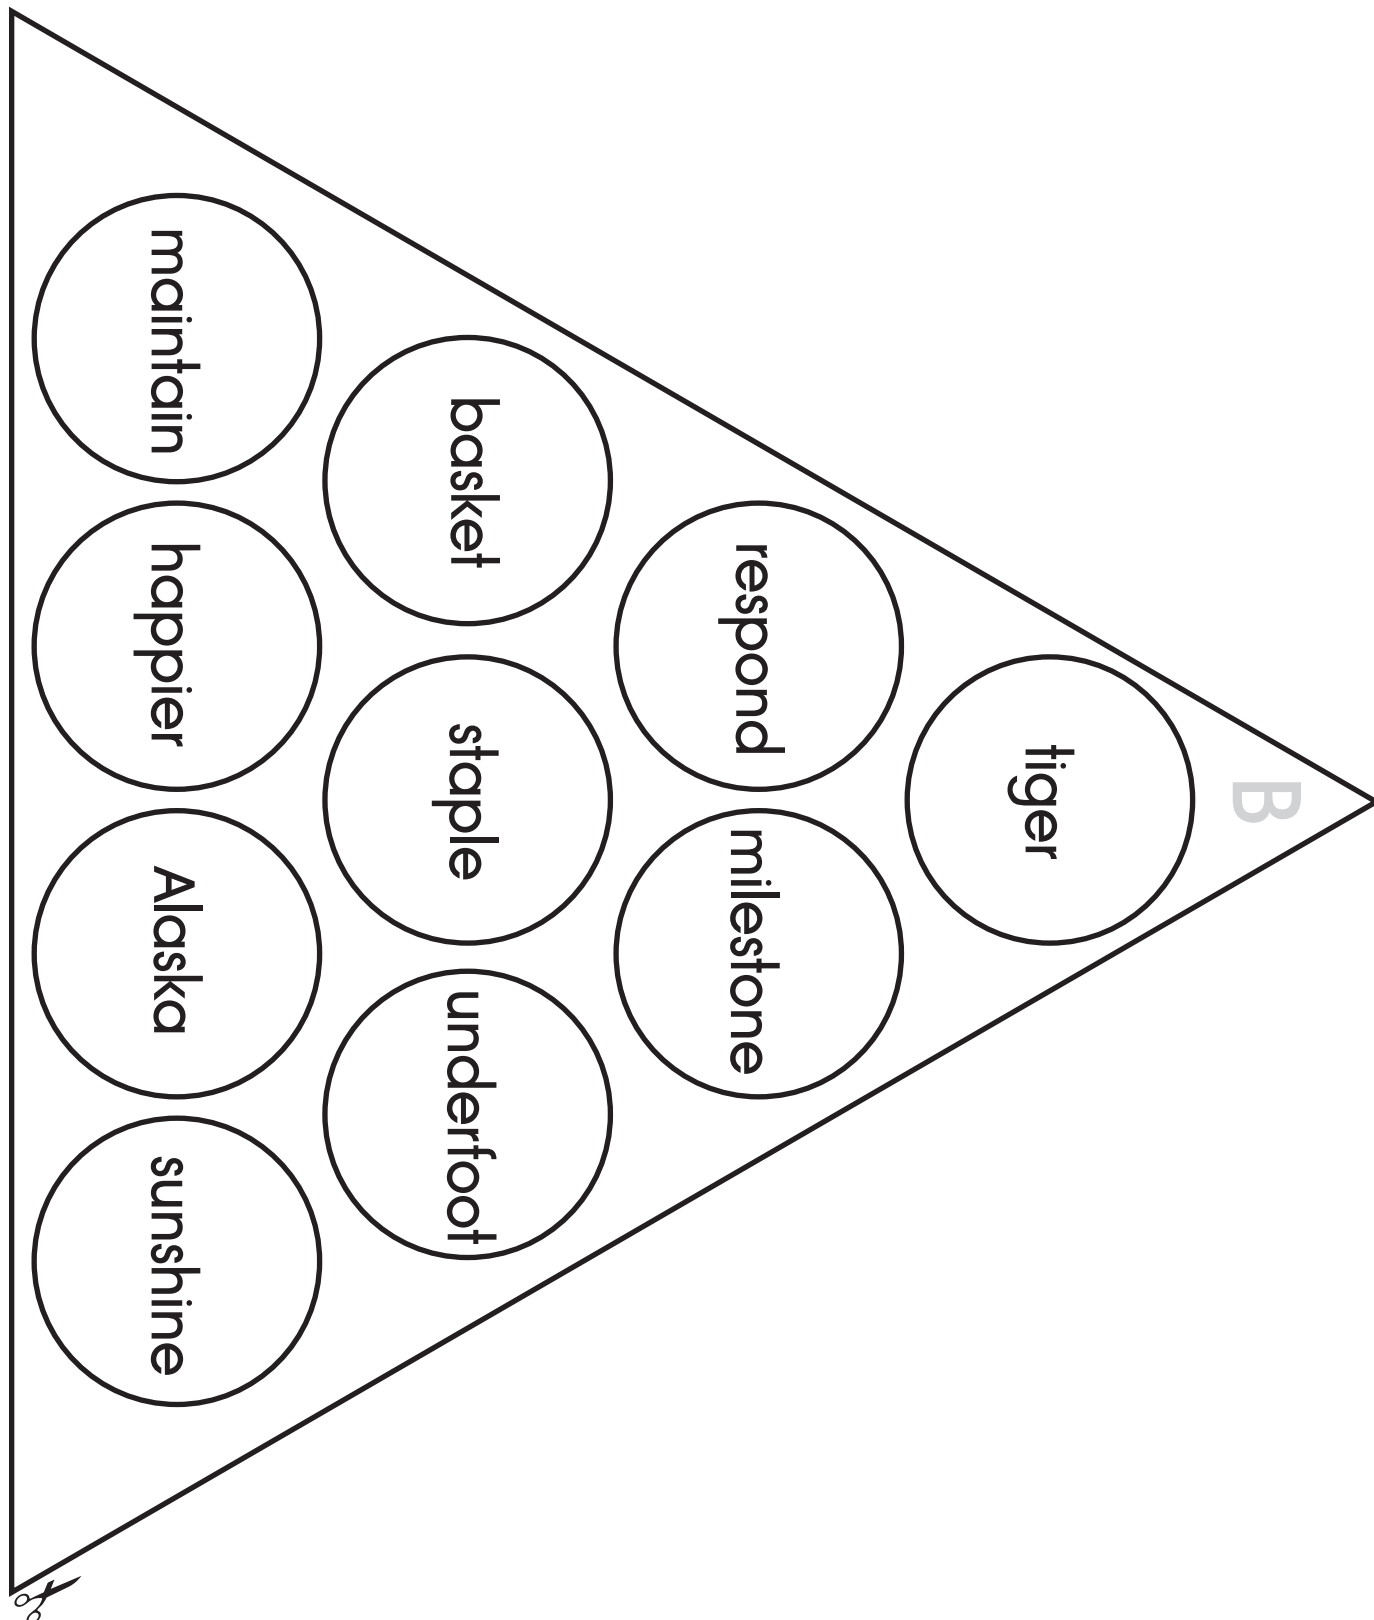 B
tiger
respond milestone
basket staple underfoot
maintain happier Alaska sunshine